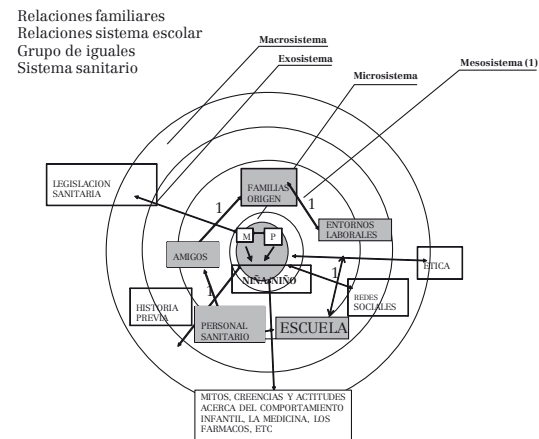 Relaciones familiares
Relaciones sistema escolar
Grupo de iguales
Sistema sanitario
Macrosistema
Exosistema
Microsistema
Mesosistema (1)
LEGISLACION
SANITARIA
1
FAMILIAS
ORIGEN
1
ENTORNOS
LABORALES
M
P
AMIGOS
NIÑA-NIÑO
ETICA
1
1
REDES
SOCIALES
HISTORIA
PREVIA
PERSONAL
SANITARIO
ESCUELA
MITOS, CREENCIAS Y ACTITUDES
ACERCA DEL COMPORTAMIENTO
INFANTIL, LA MEDICINA, LOS
FARMACOS, ETC